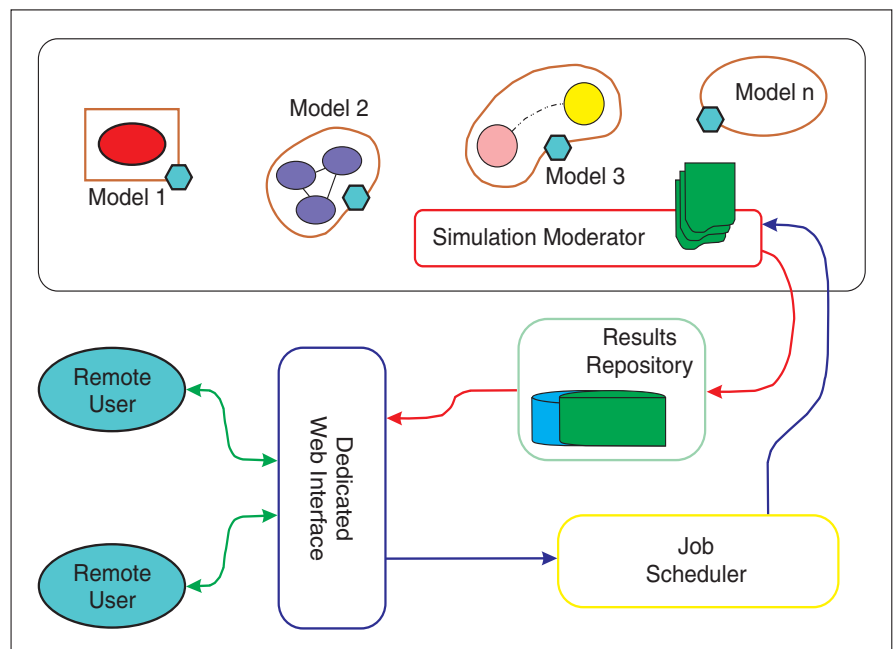 Model 1
Model 2
Model 3
Model n
Simulation Moderator
Results
Repository
Remote
User
Dedicated
Web Interface
Remote
User
Job
Scheduler